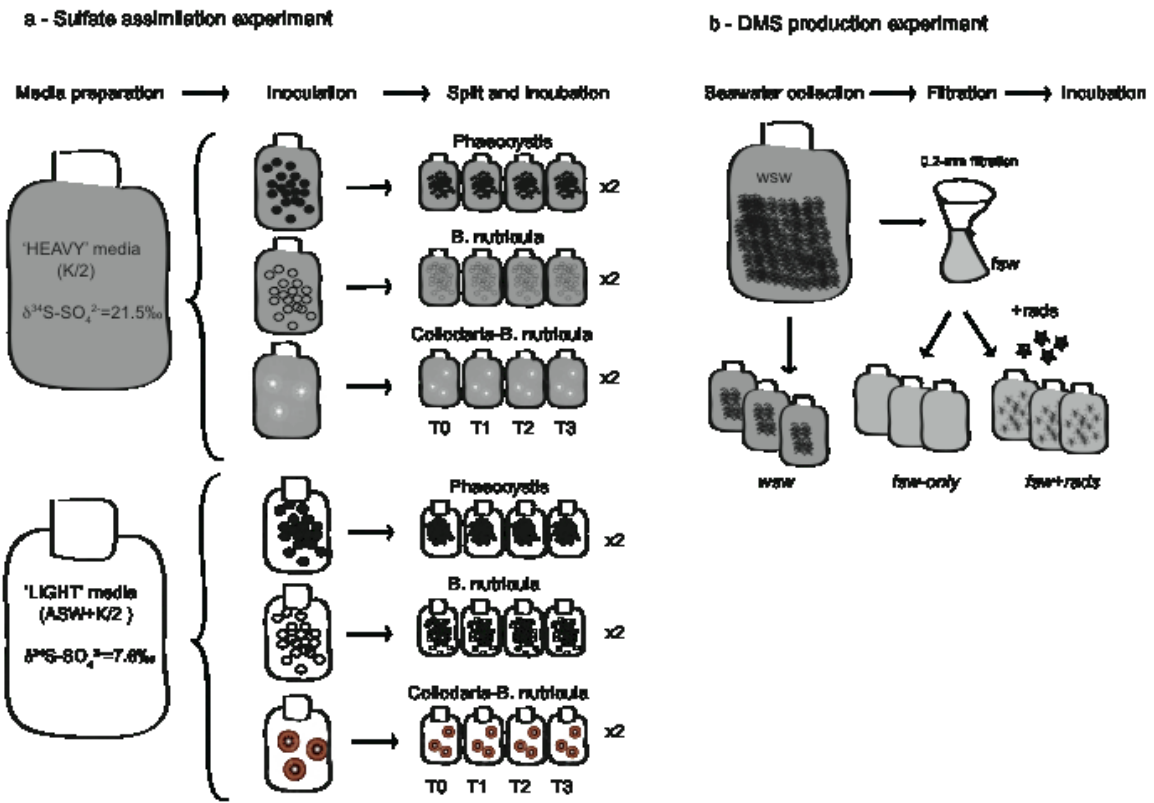 a - Sulfate assimilation experiment
Media preparation
Inoculation
Split and Incubation
'HEAVY' media
(K/2)
δ³⁴S-SO₄²⁻=21.5‰
Phaeocystis
x2
B. nutricula
x2
Collodaria-B. nutricula
x2
T0 T1 T2 T3
'LIGHT' media
(ASW+K/2 )
δ³⁴S-SO₄²⁻=7.6‰
Phaeocystis
x2
B. nutricula
x2
Collodaria-B. nutricula
x2
T0 T1 T2 T3
b - DMS production experiment
Seawater collection
Filtration
Incubation
wsw
0.2-mm filtration
fsw
+rads
wsw
fsw-only
fsw+rads